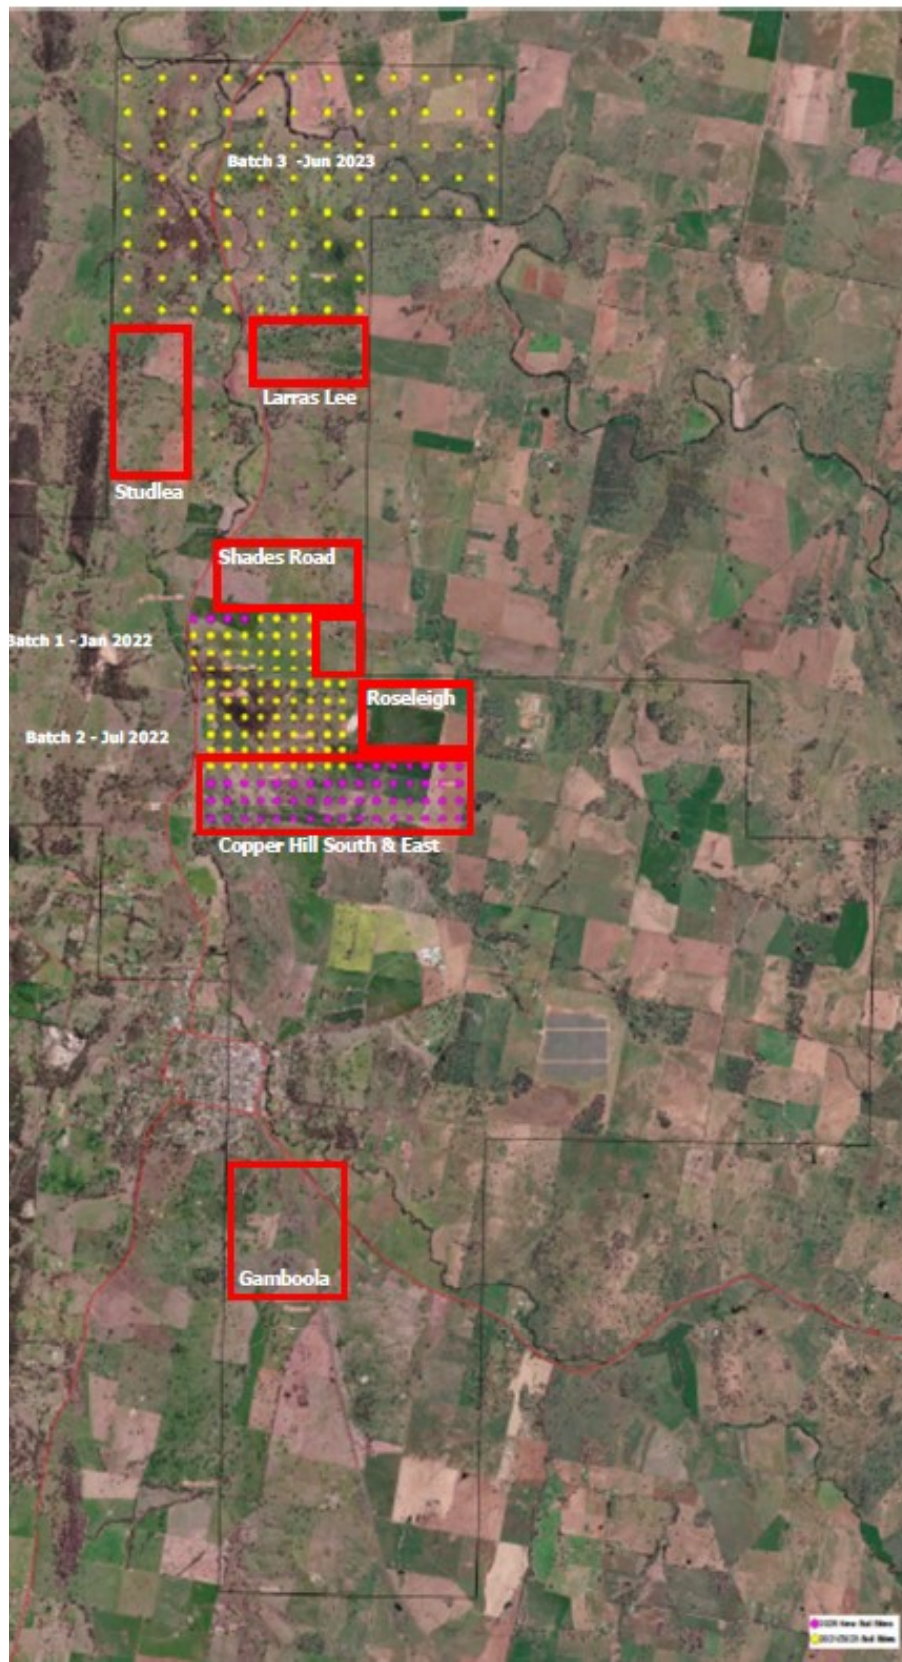 Batch 3 -Jun 2023
Larras Lee
Studlea
Shades Road
Batch 1 - Jan 2022
Roseleigh
Batch 2 - Jul 2022
Copper Hill South & East
Gamboola